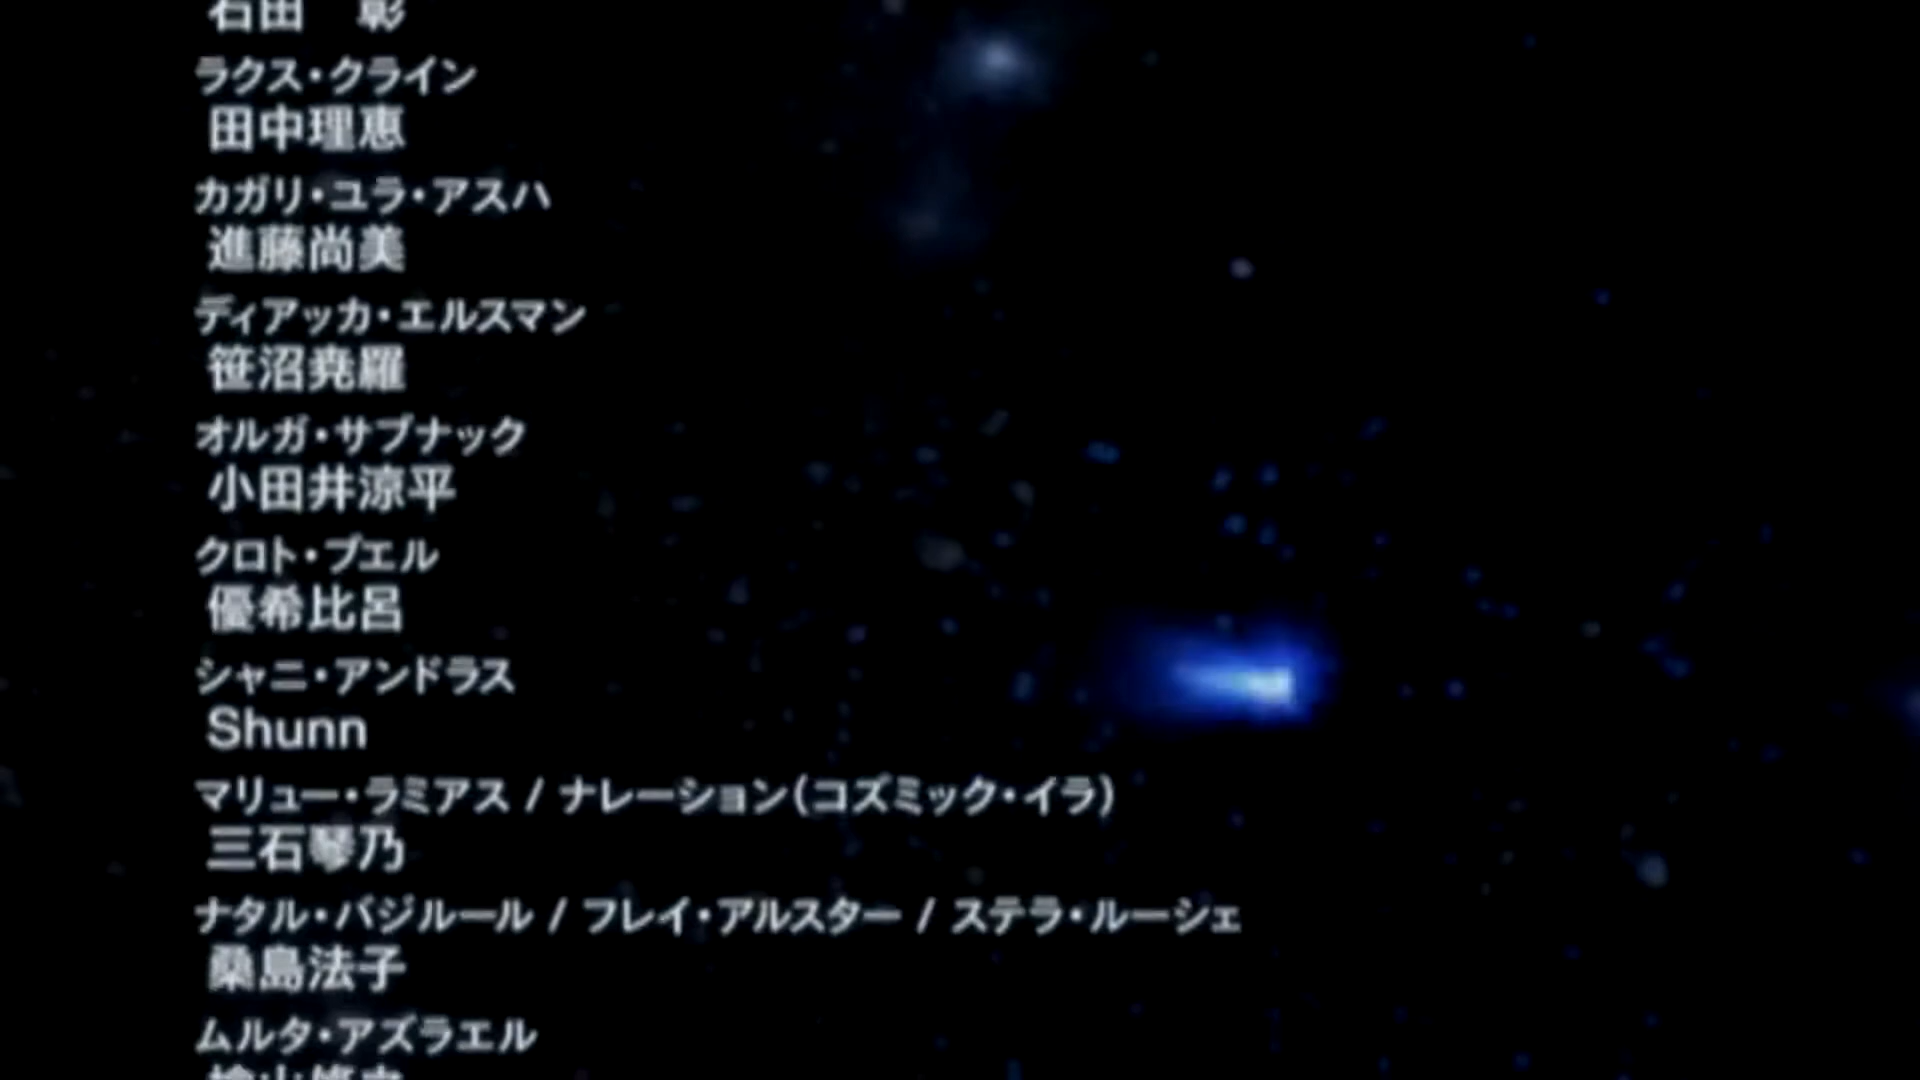 石田 彰
ラクス・クライン
田中理恵
カガリ・ユラ・アスハ
進藤尚美
ディアッカ・エルスマン
笹沼尭羅
オルガ・サブナック
小田井涼平
クロト・ブエル
優希比呂
シャニ・アンドラス
Shunn
マリュー・ラミアス / ナレーション(コズミック・イラ)
三石琴乃
ナタル・バジルール / フレイ・アルスター / ステラ・ルーシェ
桑島法子
ムルタ・アズラエル